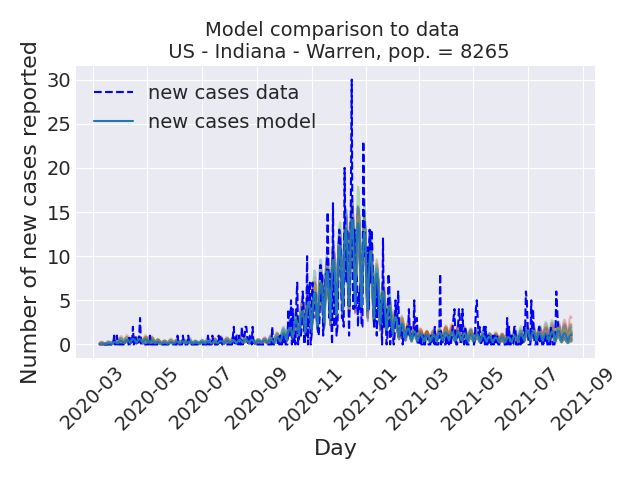 Model comparison to data
US - Indiana - Warren, pop. = 8265
Number of new cases reported
30
25
20
15
10
5
0
new cases data
new cases model
2020-03
2020-05
2020-07
2020-09
2020-11
2021-01
2021-03
2021-05
2021-07
2021-09
Day